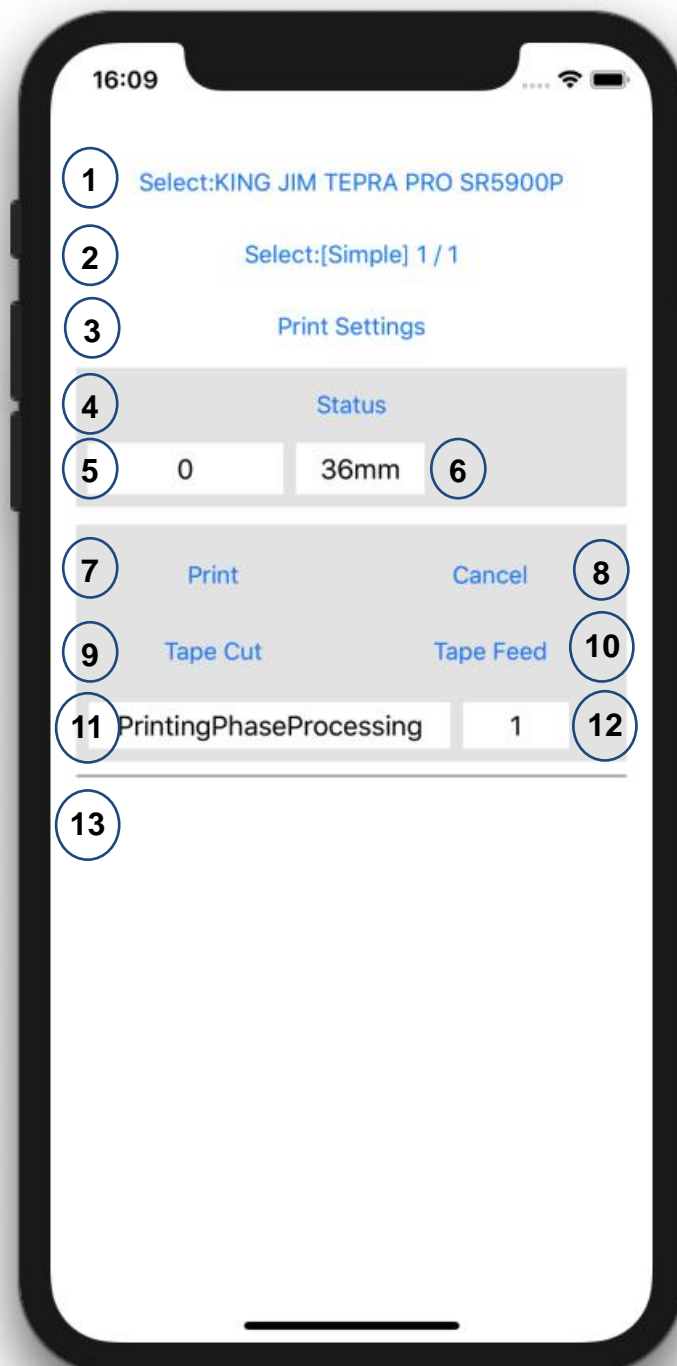 16:09
1 Select:KING JIM TEPRA PRO SR5900P
2 Select:[Simple] 1 / 1
3 Print Settings
4 Status
5 0 36mm 6
7 Print Cancel 8
9 Tape Cut Tape Feed 10
11 PrintingPhaseProcessing 1 12
13